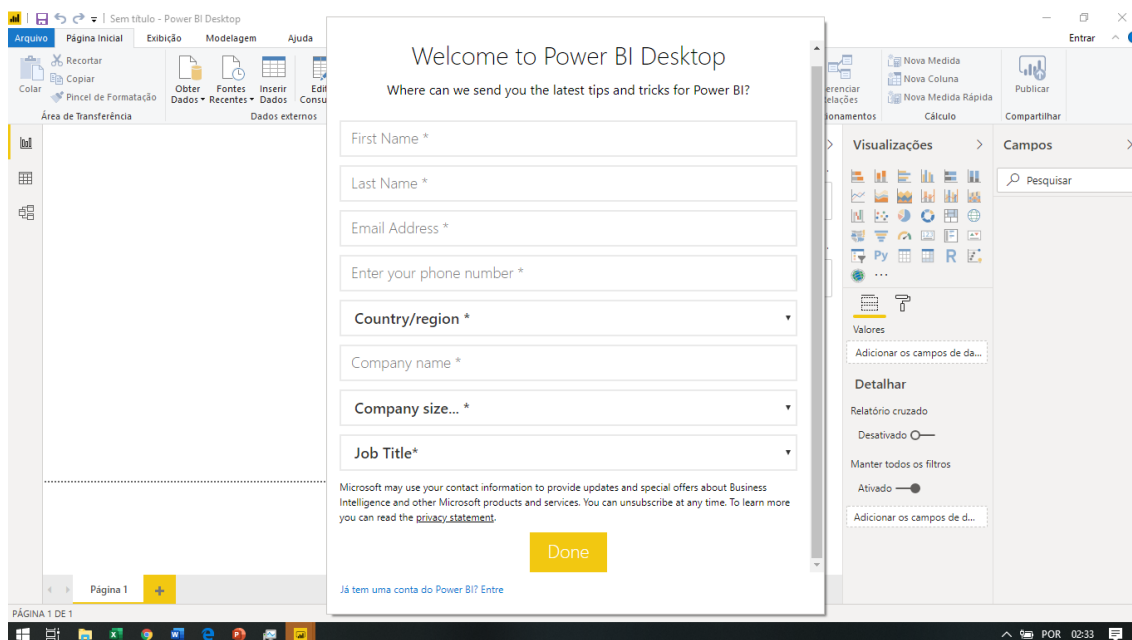 Sem título - Power BI Desktop
Arquivo Página Inicial Exibição Modelagem Ajuda Entrar
Colar
Recortar
Copiar
Pincel de Formatação
Área de Transferência
Obter Dados
Fontes Recentes
Inserir Dados
Dados externos
Nova Medida
Nova Coluna
Nova Medida Rápida
Cálculo
Publicar
Compartilhar
Welcome to Power BI Desktop
Where can we send you the latest tips and tricks for Power BI?
First Name *
Last Name *
Email Address *
Enter your phone number *
Country/region *
Company name *
Company size... *
Job Title*
Microsoft may use your contact information to provide updates and special offers about Business
Intelligence and other Microsoft products and services. You can unsubscribe at any time. To learn more
you can read the privacy statement.
Done
Já tem uma conta do Power BI? Entre
Visualizações
Py
R
Valores
Adicionar os campos de da...
Detalhar
Relatório cruzado
Desativado
Manter todos os filtros
Ativado
Adicionar os campos de d...
Campos
Pesquisar
Página 1
PÁGINA 1 DE 1
POR 02:33